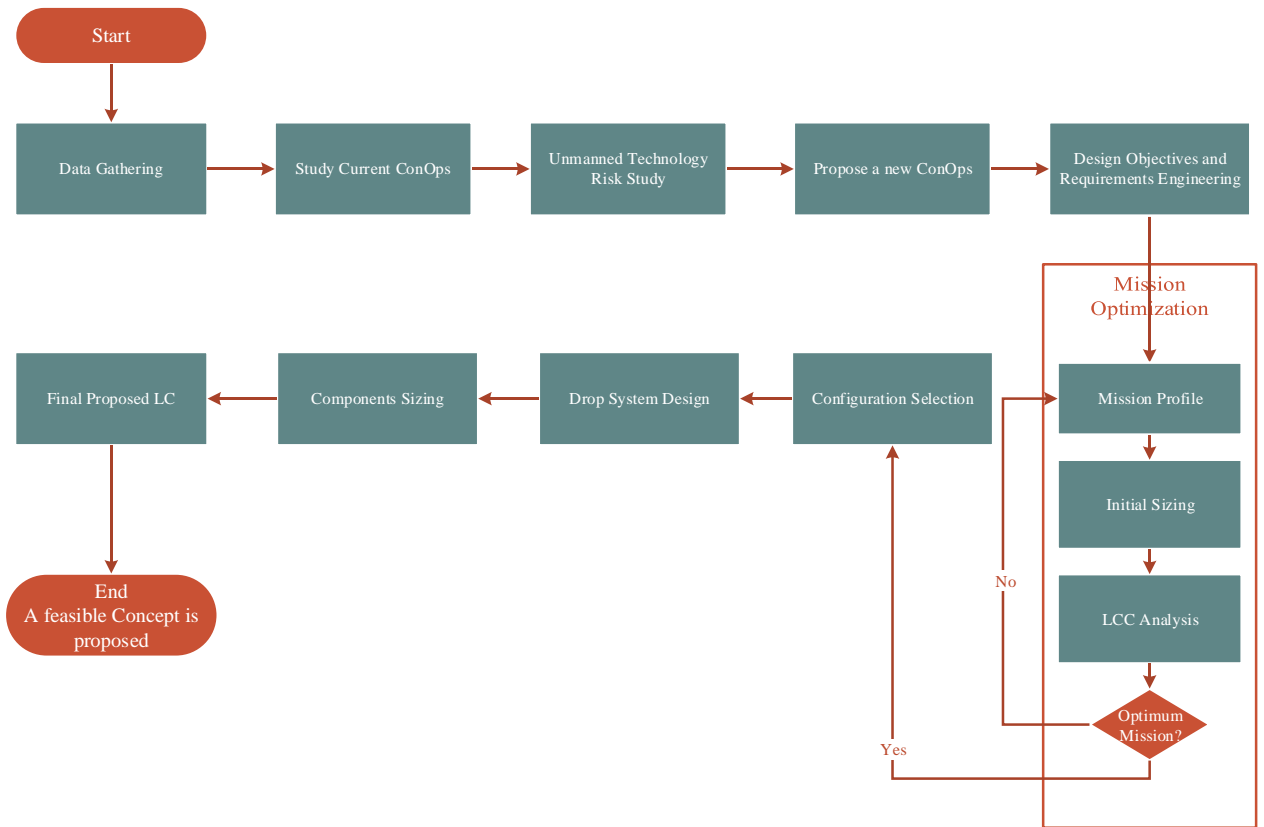 Start
Data Gathering
Study Current ConOps
Unmanned Technology
Risk Study
Propose a new ConOps
Design Objectives and
Requirements Engineering
Mission
Optimization
Mission Profile
Initial Sizing
LCC Analysis
Optimum
Mission?
No
Yes
Configuration Selection
Drop System Design
Components Sizing
Final Proposed LC
End
A feasible Concept is
proposed